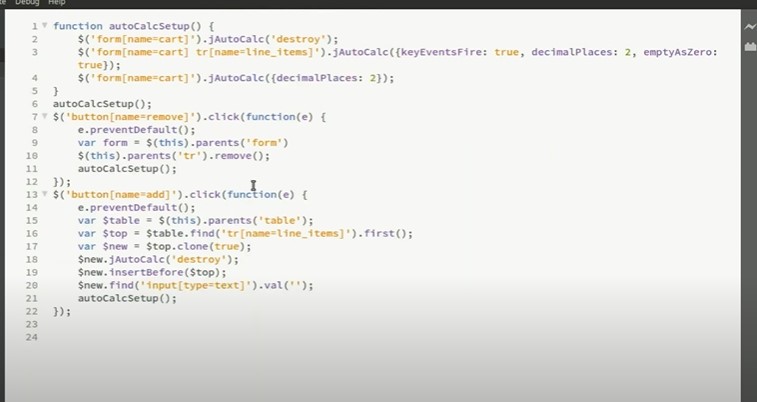 Debug Help
1 function autoCalcSetup() {
2 $('form[name=cart]').jAutoCalc('destroy');
3 $('form[name=cart] tr[name=line_items]').jAutoCalc({keyEventsFire: true, decimalPlaces: 2, emptyAsZero:
true});
4 $('form[name=cart]').jAutoCalc({decimalPlaces: 2});
5 }
6 autoCalcSetup();
7 $('button[name=remove]').click(function(e) {
8 e.preventDefault();
9 var form = $(this).parents('form')
10 $(this).parents('tr').remove();
11 autoCalcSetup();
12 });
13 $('button[name=add]').click(function(e) {
14 e.preventDefault();
15 var $table = $(this).parents('table');
16 var $top = $table.find('tr[name=line_items]').first();
17 var $new = $top.clone(true);
18 $new.jAutoCalc('destroy');
19 $new.insertBefore($top);
20 $new.find('input[type=text]').val('');
21 autoCalcSetup();
22 });
23
24